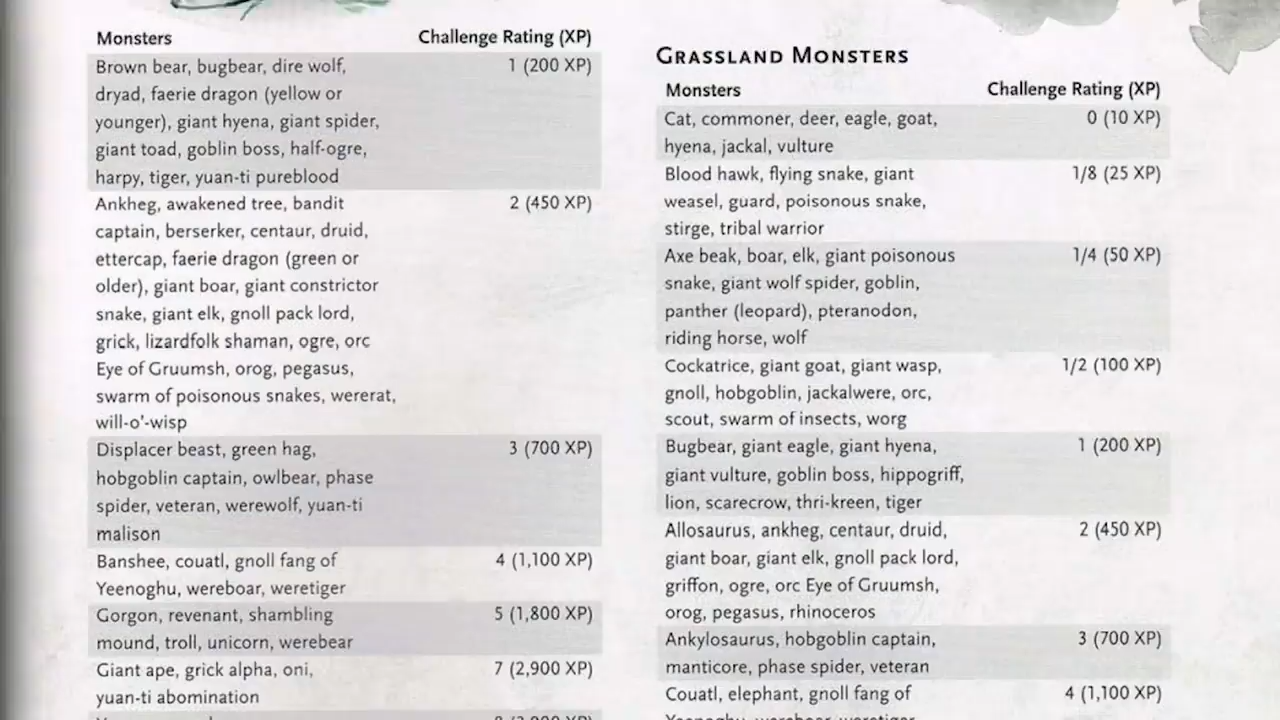 Monsters Challenge Rating (XP)
Brown bear, bugbear, dire wolf, 1 (200 XP)
dryad, faerie dragon (yellow or
younger), giant hyena, giant spider,
giant toad, goblin boss, half-ogre,
harpy, tiger, yuan-ti pureblood
Ankheg, awakened tree, bandit 2 (450 XP)
captain, berserker, centaur, druid,
ettercap, faerie dragon (green or
older), giant boar, giant constrictor
snake, giant elk, gnoll pack lord,
grick, lizardfolk shaman, ogre, orc
Eye of Gruumsh, orog, pegasus,
swarm of poisonous snakes, wererat,
will-o'-wisp
Displacer beast, green hag, 3 (700 XP)
hobgoblin captain, owlbear, phase
spider, veteran, werewolf, yuan-ti
malison
Banshee, couatl, gnoll fang of 4 (1,100 XP)
Yeenoghu, wereboar, weretiger
Gorgon, revenant, shambling 5 (1,800 XP)
mound, troll, unicorn, werebear
Giant ape, grick alpha, oni, 7 (2,900 XP)
yuan-ti abomination
Grassland Monsters
Monsters Challenge Rating (XP)
Cat, commoner, deer, eagle, goat, 0 (10 XP)
hyena, jackal, vulture
Blood hawk, flying snake, giant 1/8 (25 XP)
weasel, guard, poisonous snake,
stirge, tribal warrior
Axe beak, boar, elk, giant poisonous 1/4 (50 XP)
snake, giant wolf spider, goblin,
panther (leopard), pteranodon,
riding horse, wolf
Cockatrice, giant goat, giant wasp, 1/2 (100 XP)
gnoll, hobgoblin, jackalwere, orc,
scout, swarm of insects, worg
Bugbear, giant eagle, giant hyena, 1 (200 XP)
giant vulture, goblin boss, hippogriff,
lion, scarecrow, thri-kreen, tiger
Allosaurus, ankheg, centaur, druid, 2 (450 XP)
giant boar, giant elk, gnoll pack lord,
griffon, ogre, orc Eye of Gruumsh,
orog, pegasus, rhinoceros
Ankylosaurus, hobgoblin captain, 3 (700 XP)
manticore, phase spider, veteran
Couatl, elephant, gnoll fang of 4 (1,100 XP)